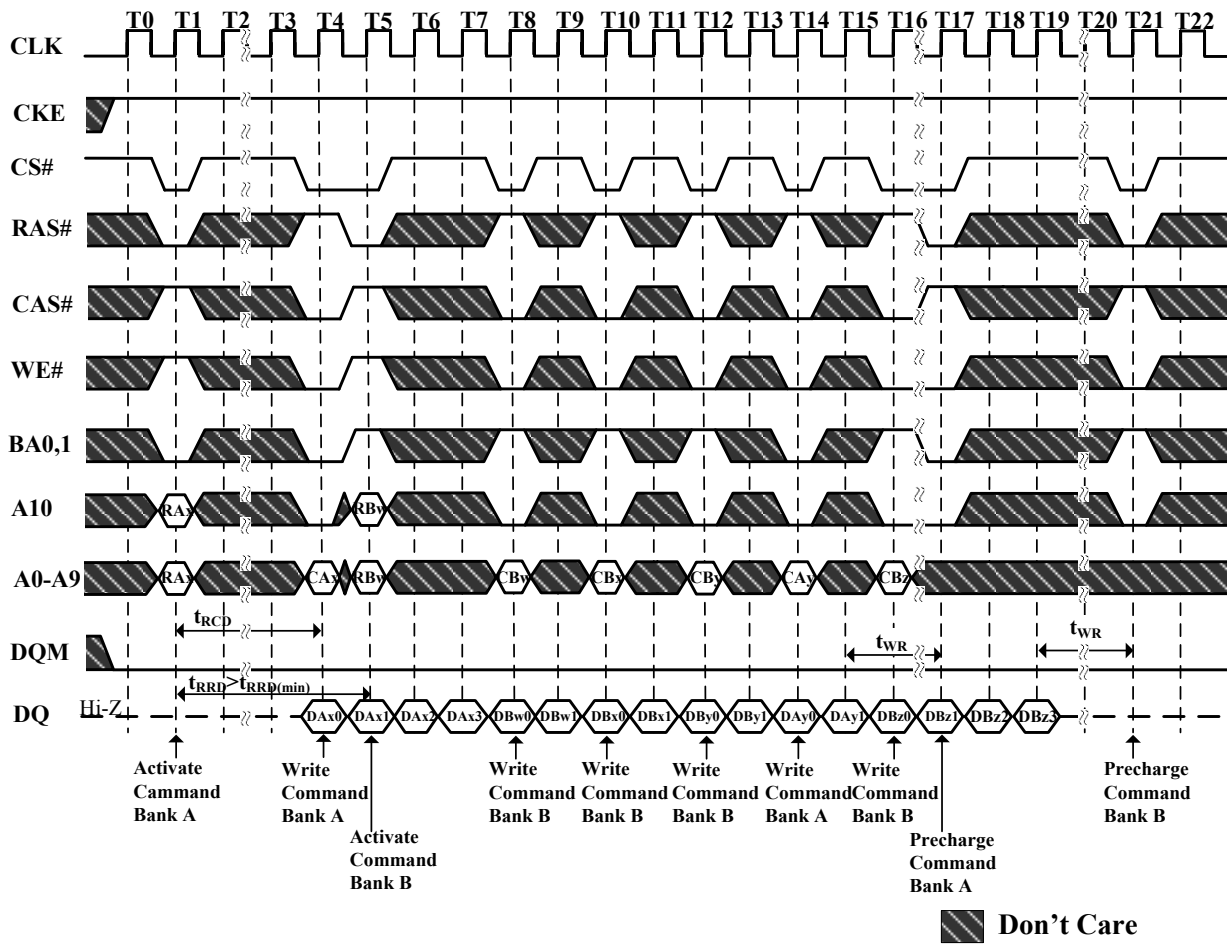 T0 T1 T2 T3 T4 T5 T6 T7 T8 T9 T10 T11 T12 T13 T14 T15 T16 T17 T18 T19 T20 T21 T22
CLK
CKE
CS#
RAS#
CAS#
WE#
BA0,1
A10 RAx RBw
A0-A9 RAx CAx RBw CBw CBx CBy CAy CBz
tRCD
DQM tWR tWR
tRRD>tRRD(min)
DQ Hi-Z DAx0 DAx1 DAx2 DAx3 DBw0 DBw1 DBx0 DBx1 DBy0 DBy1 DAy0 DAy1 DBz0 DBz1 DBz2 DBz3
Activate
Cammand
Bank A
Write
Command
Bank A
Activate
Command
Bank B
Write
Command
Bank B
Write
Command
Bank B
Write
Command
Bank B
Write
Command
Bank A
Write
Command
Bank B
Precharge
Command
Bank A
Precharge
Command
Bank B
Don't Care